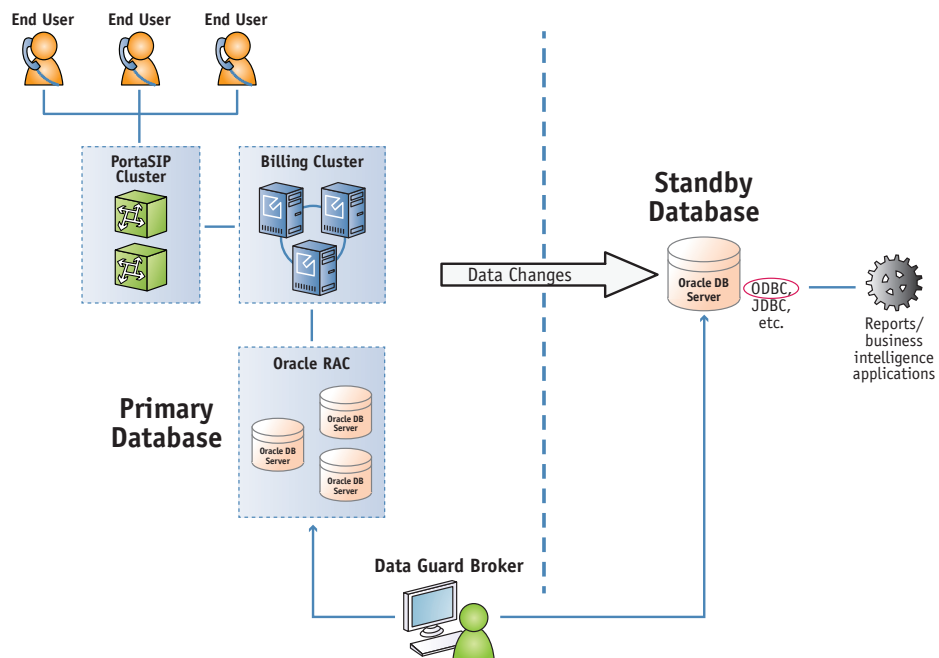 End User
End User
End User
PortaSIP
Cluster
Billing Cluster
Standby
Database
Data Changes
Oracle DB
Server
ODBC,
JDBC,
etc.
Reports/
business
intelligence
applications
Oracle RAC
Primary
Database
Oracle DB
Server
Oracle DB
Server
Oracle DB
Server
Data Guard Broker